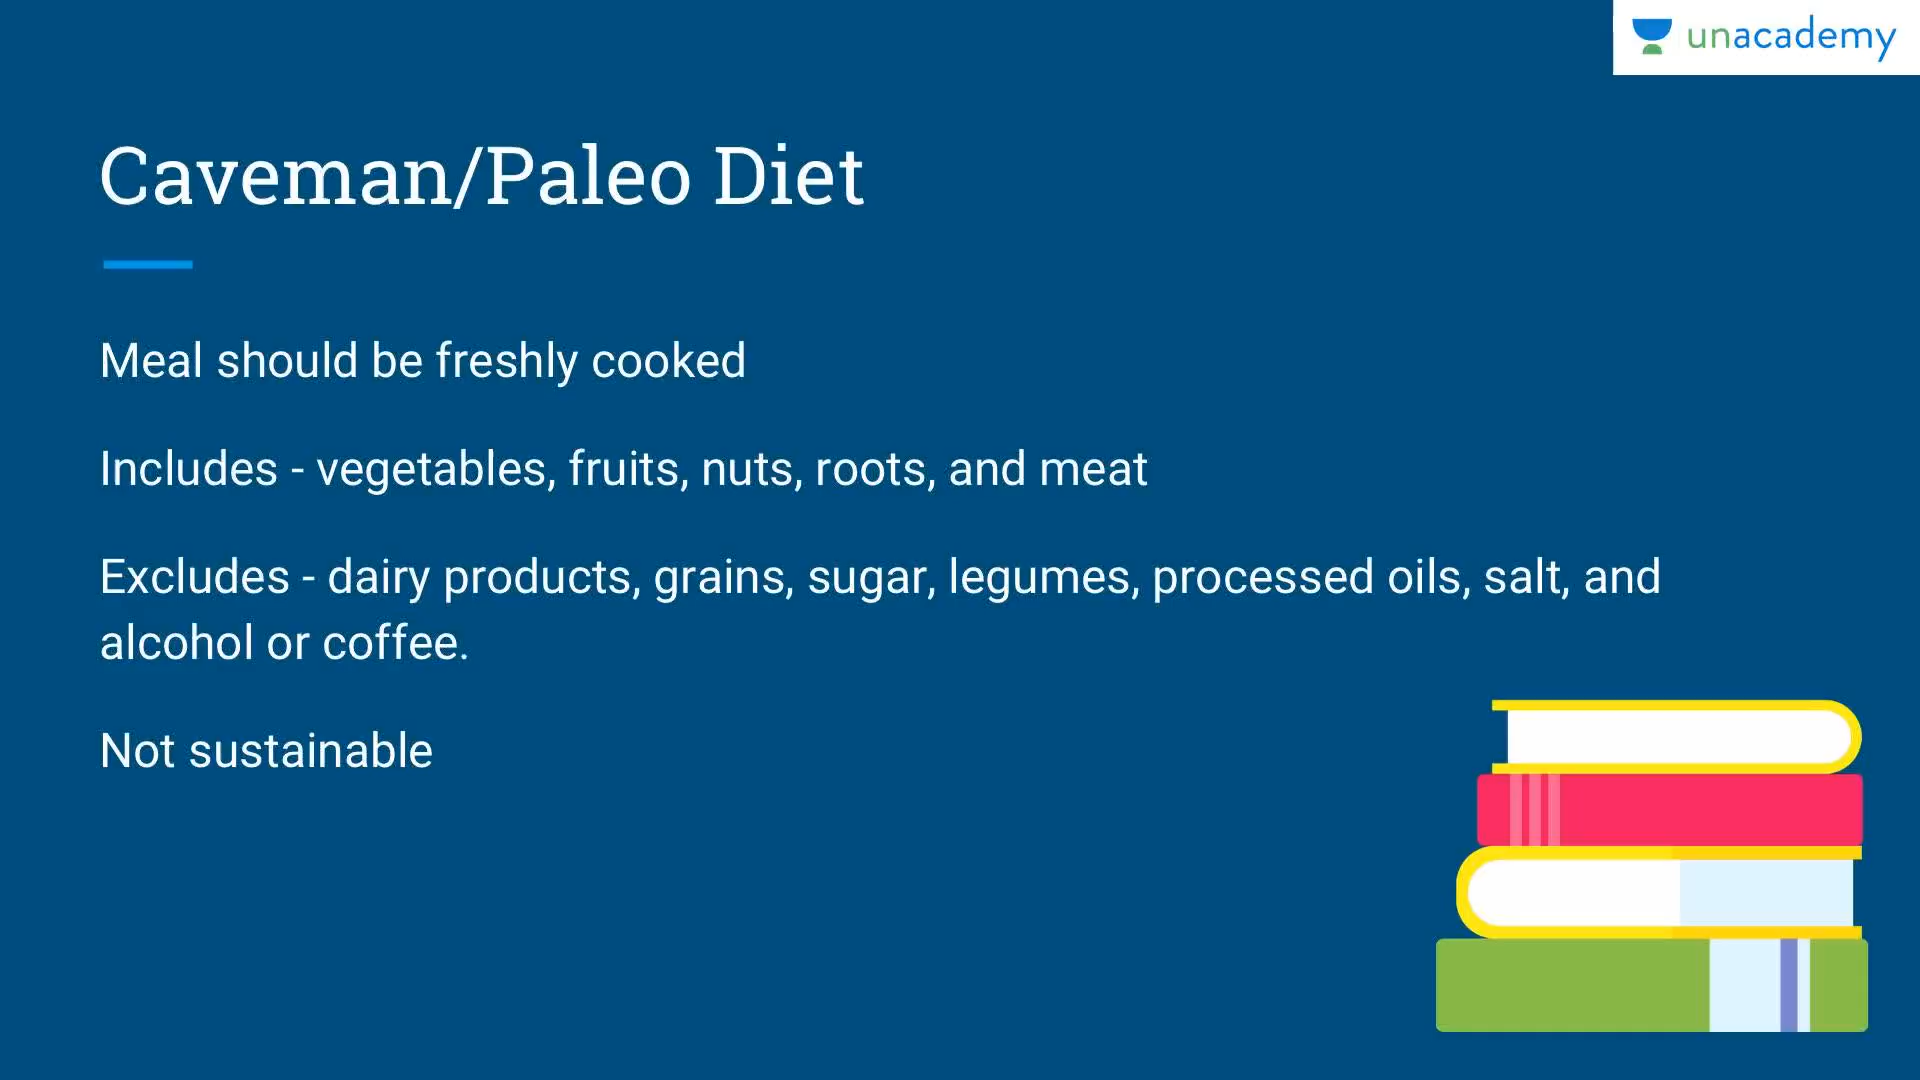 unacademy
Caveman/Paleo Diet
Meal should be freshly cooked
Includes - vegetables, fruits, nuts, roots, and meat
Excludes - dairy products, grains, sugar, legumes, processed oils, salt, and
alcohol or coffee.
Not sustainable